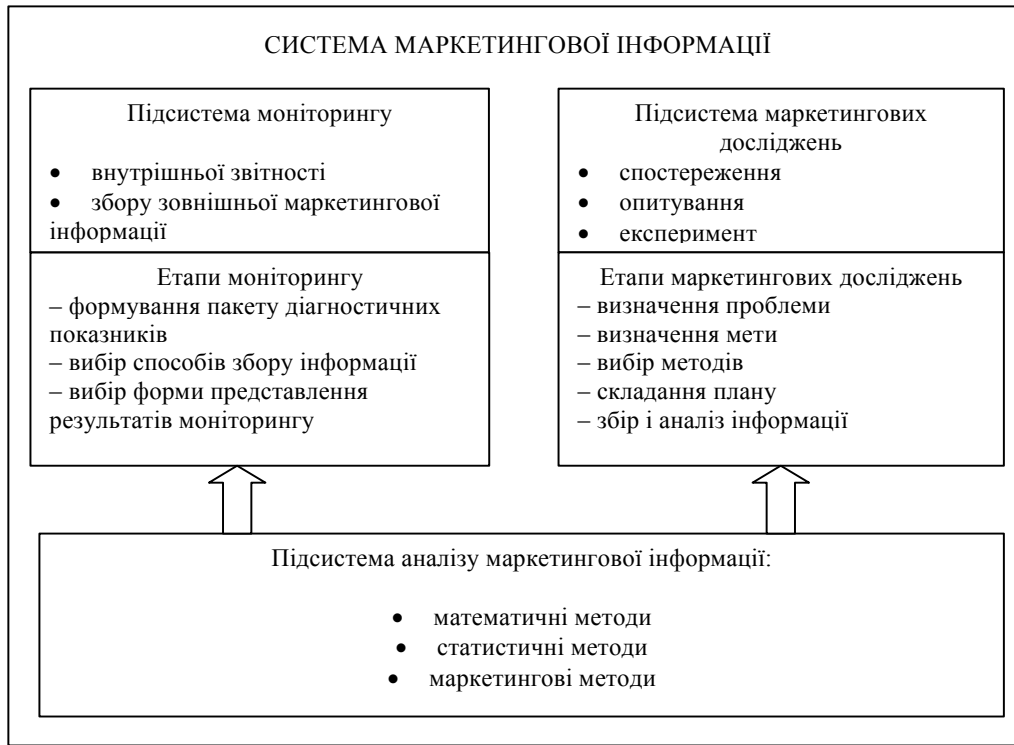 СИСТЕМА МАРКЕТИНГОВОЇ ІНФОРМАЦІЇ
Підсистема моніторингу
• внутрішньої звітності
• збору зовнішньої маркетингової
інформації
Етапи моніторингу
– формування пакету діагностичних
показників
– вибір способів збору інформації
– вибір форми представлення
результатів моніторингу
Підсистема маркетингових
досліджень
• спостереження
• опитування
• експеримент
Етапи маркетингових досліджень
– визначення проблеми
– визначення мети
– вибір методів
– складання плану
– збір і аналіз інформації
Підсистема аналізу маркетингової інформації:
• математичні методи
• статистичні методи
• маркетингові методи